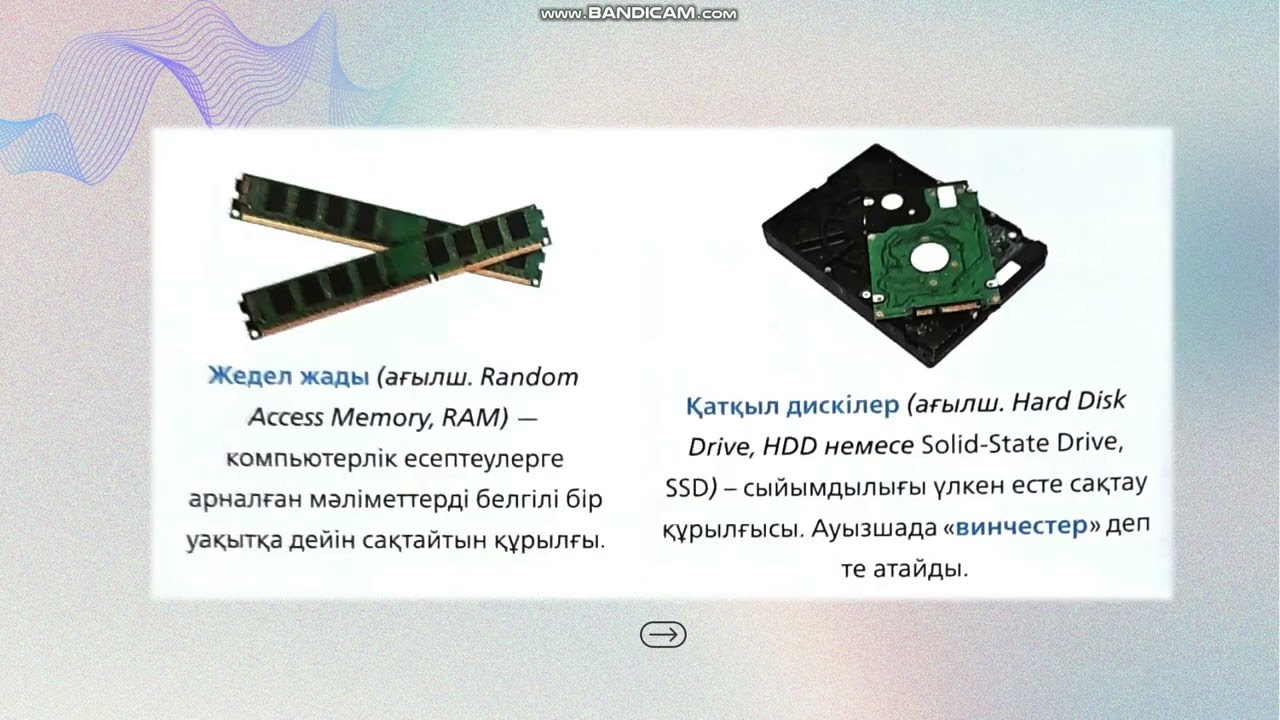 www.BANDICAM.com
Жедел жады (ағылш. Random
Access Memory, RAM) —
компьютерлік есептеулерге
арналған мәліметтерді белгілі бір
уақытқа дейін сақтайтын құрылғы.
Қатқыл дискілер (ағылш. Hard Disk
Drive, HDD немесе Solid-State Drive,
SSD) – сыйымдылығы үлкен есте сақтау
құрылғысы. Ауызшада «винчестер» деп
те атайды.